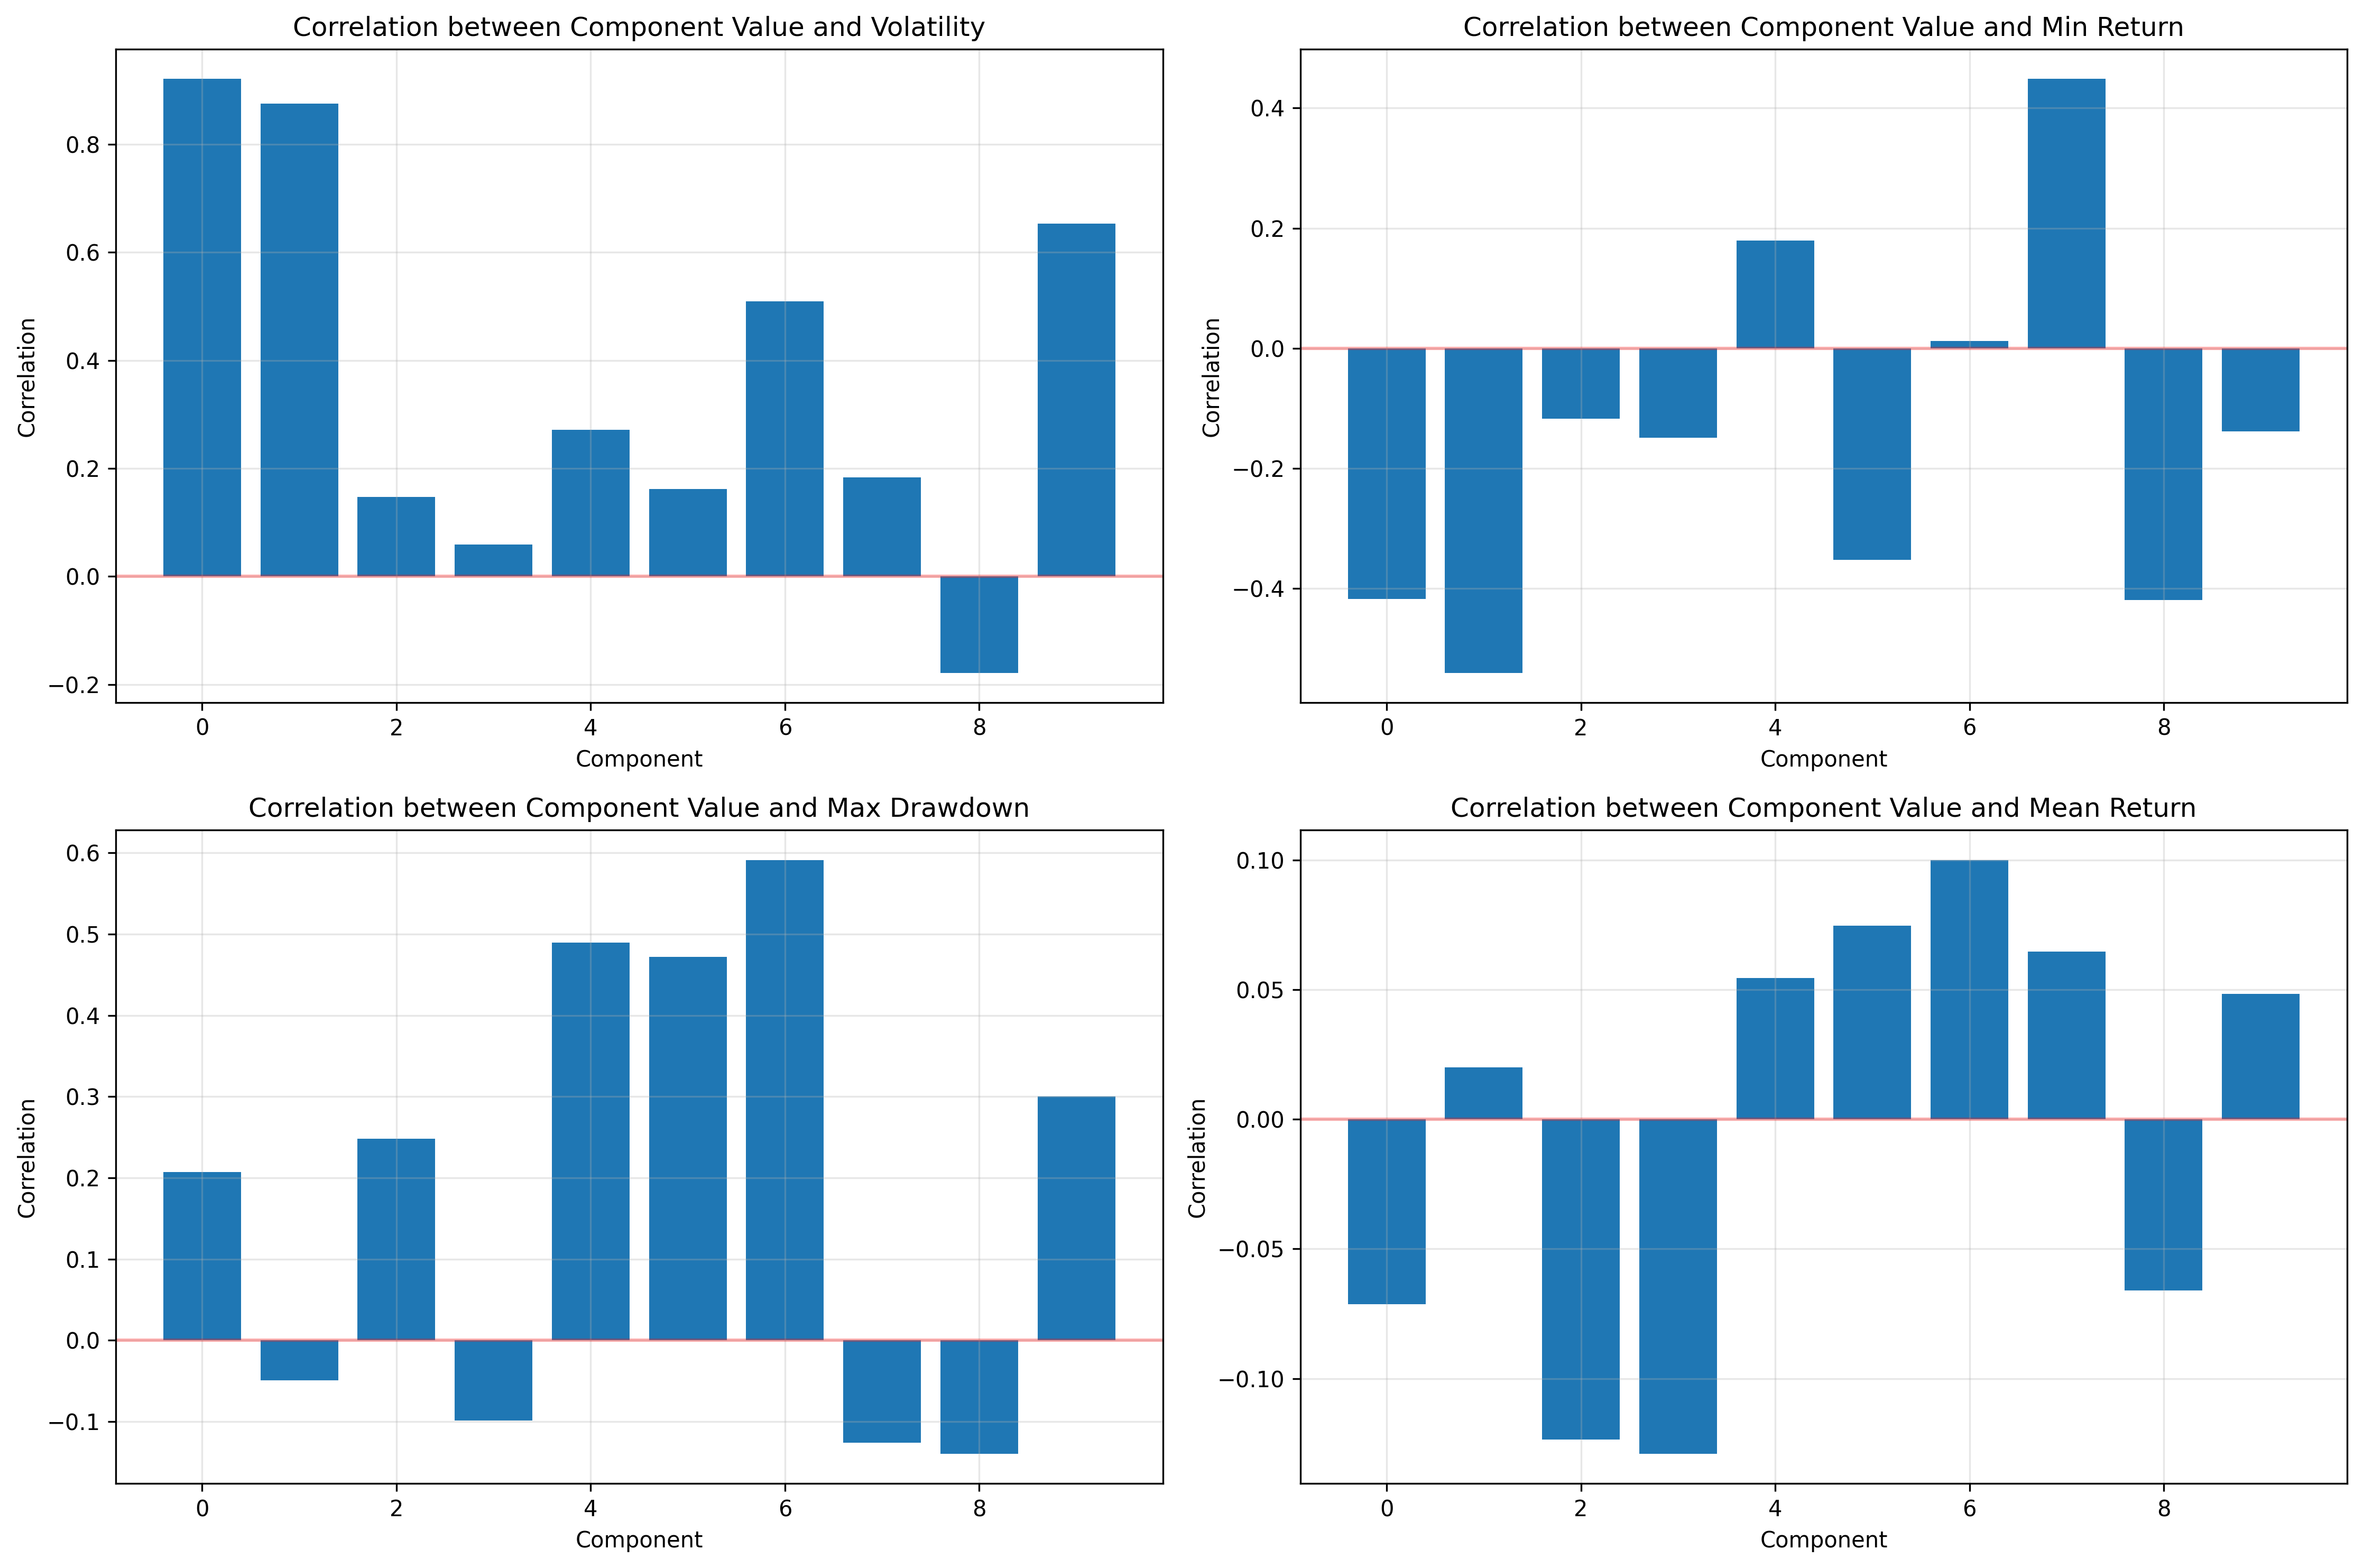 Correlation between Component Value and Volatility
Correlation
0.8
0.6
0.4
0.2
0.0
−0.2
0 2 4 6 8
Component
Correlation between Component Value and Min Return
Correlation
0.4
0.2
0.0
−0.2
−0.4
0 2 4 6 8
Component
Correlation between Component Value and Max Drawdown
Correlation
0.6
0.5
0.4
0.3
0.2
0.1
0.0
−0.1
0 2 4 6 8
Component
Correlation between Component Value and Mean Return
Correlation
0.10
0.05
0.00
−0.05
−0.10
0 2 4 6 8
Component